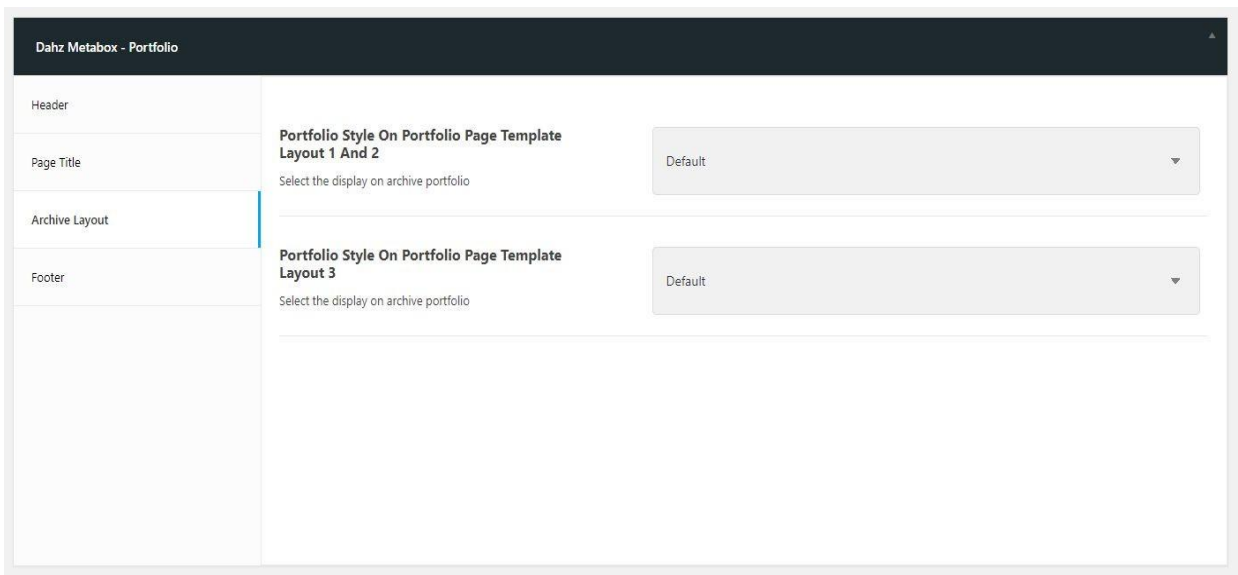 Dahz Metabox - Portfolio
Header
Page Title
Archive Layout
Footer
Portfolio Style On Portfolio Page Template
Layout 1 And 2
Select the display on archive portfolio
Default
Portfolio Style On Portfolio Page Template
Layout 3
Select the display on archive portfolio
Default